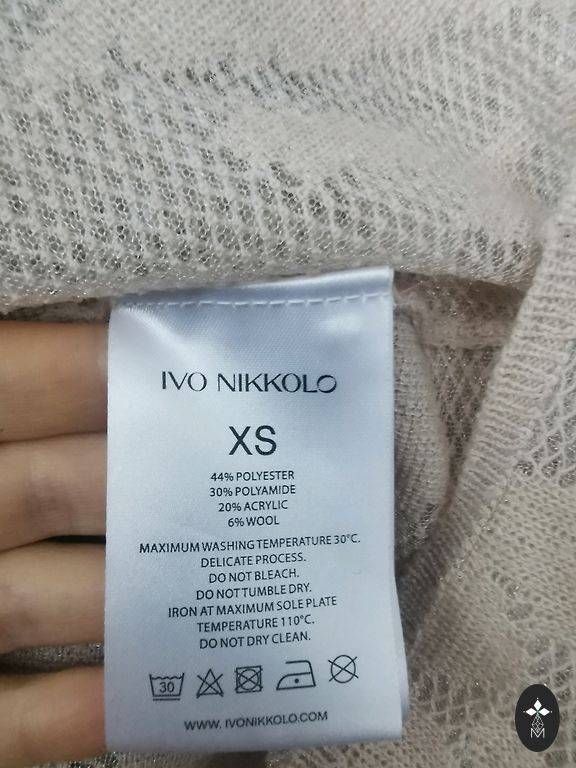 IVO NIKKOLO
XS
44% POLYESTER
30% POLYAMIDE
20% ACRYLIC
6% WOOL
MAXIMUM WASHING TEMPERATURE 30°C.
DELICATE PROCESS.
DO NOT BLEACH.
DO NOT TUMBLE DRY.
IRON AT MAXIMUM SOLE PLATE
TEMPERATURE 110°C.
DO NOT DRY CLEAN.
30
WWW. IVONIKKOLO.COM
M